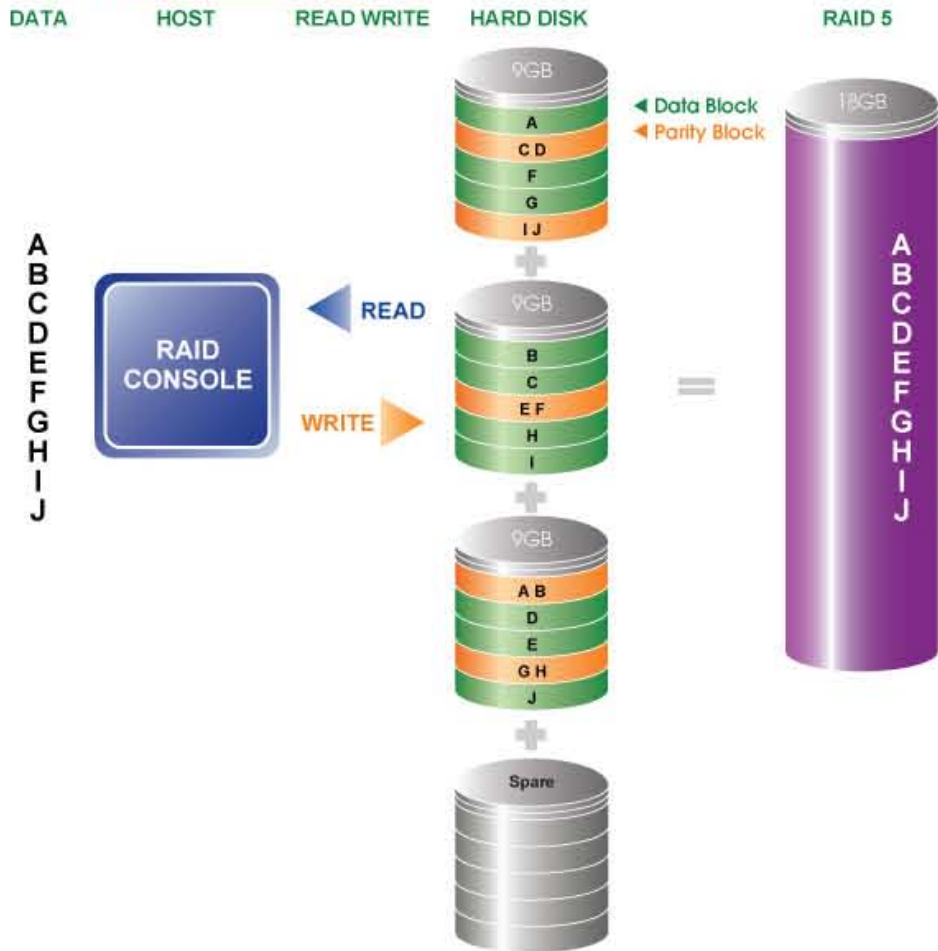 DATA HOST READ WRITE HARD DISK RAID 5
A
B
C
D
E
F
G
H
I
J
RAID
CONSOLE
READ
WRITE
9GB
A
C D
F
G
I J
Data Block
Parity Block
9GB
B
C
E F
H
I
9GB
A B
D
E
G H
J
Spare
18GB
A
B
C
D
E
F
G
H
I
J